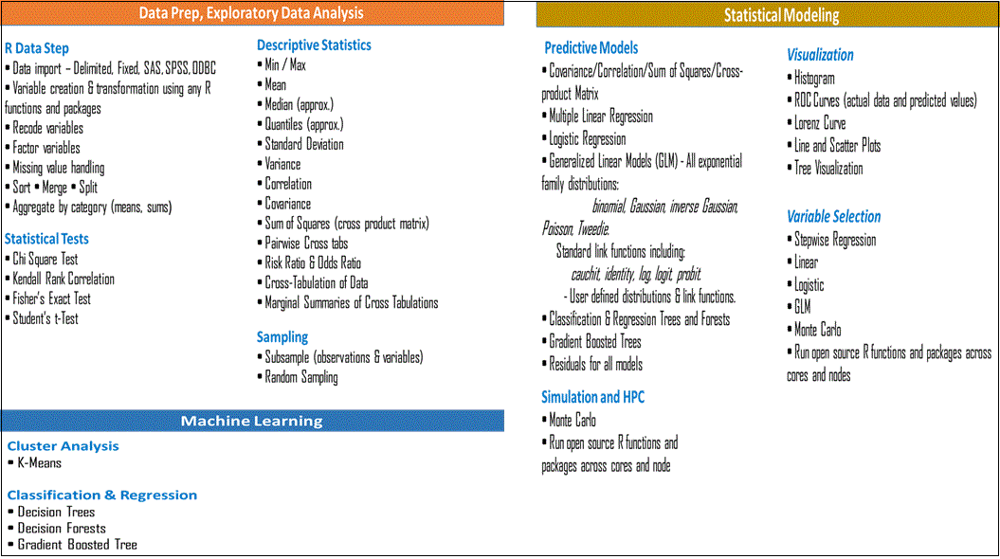 Data Prep, Exploratory Data Analysis
R Data Step
▪ Data import – Delimited, Fixed, SAS, SPSS, ODBC
▪ Variable creation & transformation using any R
functions and packages
▪ Recode variables
▪ Factor variables
▪ Missing value handling
▪ Sort ▪ Merge ▪ Split
▪ Aggregate by category (means, sums)
Statistical Tests
▪ Chi Square Test
▪ Kendall Rank Correlation
▪ Fisher's Exact Test
▪ Student's t-Test
Descriptive Statistics
▪ Min / Max
▪ Mean
▪ Median (approx.)
▪ Quantiles (approx.)
▪ Standard Deviation
▪ Variance
▪ Correlation
▪ Covariance
▪ Sum of Squares (cross product matrix)
▪ Pairwise Cross tabs
▪ Risk Ratio & Odds Ratio
▪ Cross-Tabulation of Data
▪ Marginal Summaries of Cross Tabulations
Sampling
▪ Subsample (observations & variables)
▪ Random Sampling
Machine Learning
Cluster Analysis
▪ K-Means
Classification & Regression
▪ Decision Trees
▪ Decision Forests
▪ Gradient Boosted Tree
Statistical Modeling
Predictive Models
▪ Covariance/Correlation/Sum of Squares/Cross-
product Matrix
▪ Multiple Linear Regression
▪ Logistic Regression
▪ Generalized Linear Models (GLM) - All exponential
family distributions:
binomial, Gaussian, inverse Gaussian,
Poisson, Tweedie.
Standard link functions including:
cauchit, identity, log, logit, probit.
- User defined distributions & link functions.
▪ Classification & Regression Trees and Forests
▪ Gradient Boosted Trees
▪ Residuals for all models
Simulation and HPC
▪ Monte Carlo
▪ Run open source R functions and
packages across cores and node
Visualization
▪ Histogram
▪ ROC Curves (actual data and predicted values)
▪ Lorenz Curve
▪ Line and Scatter Plots
▪ Tree Visualization
Variable Selection
▪ Stepwise Regression
▪ Linear
▪ Logistic
▪ GLM
▪ Monte Carlo
▪ Run open source R functions and packages across
cores and nodes